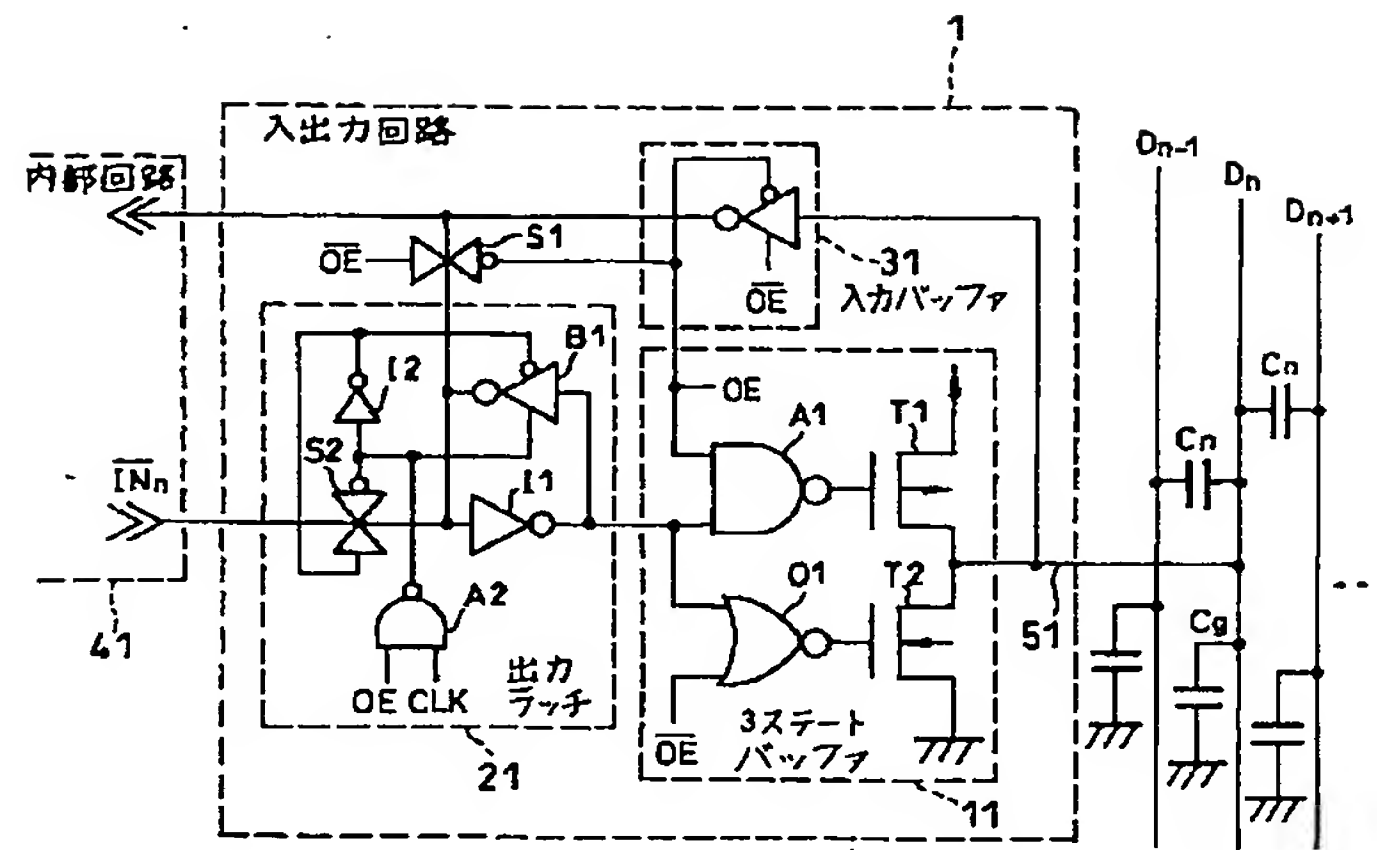 1
入出力回路
内部回路
Dn-1
Dn
Dn+1
S1
OE
31
入力バッファ
OE
B1
I2
OE
Cn
A1
T1
Cn
S2
INn
I1
O1
T2
A2
51
Cg
41
出力
ラッチ
OE CLK
3ステート
バッファ
OE
21
11